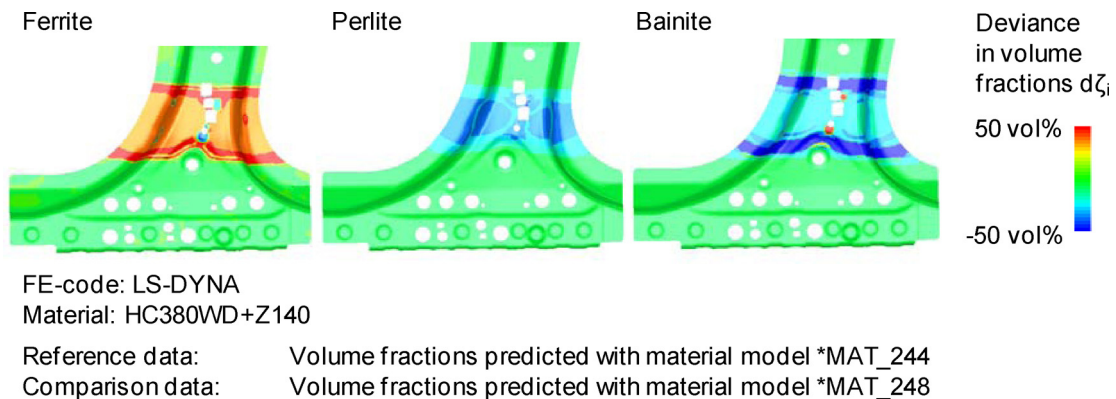 Ferrite
Perlite
Bainite
Deviance
in volume
fractions dζi
50 vol%
-50 vol%
FE-code: LS-DYNA
Material: HC380WD+Z140
Reference data: Volume fractions predicted with material model *MAT_244
Comparison data: Volume fractions predicted with material model *MAT_248